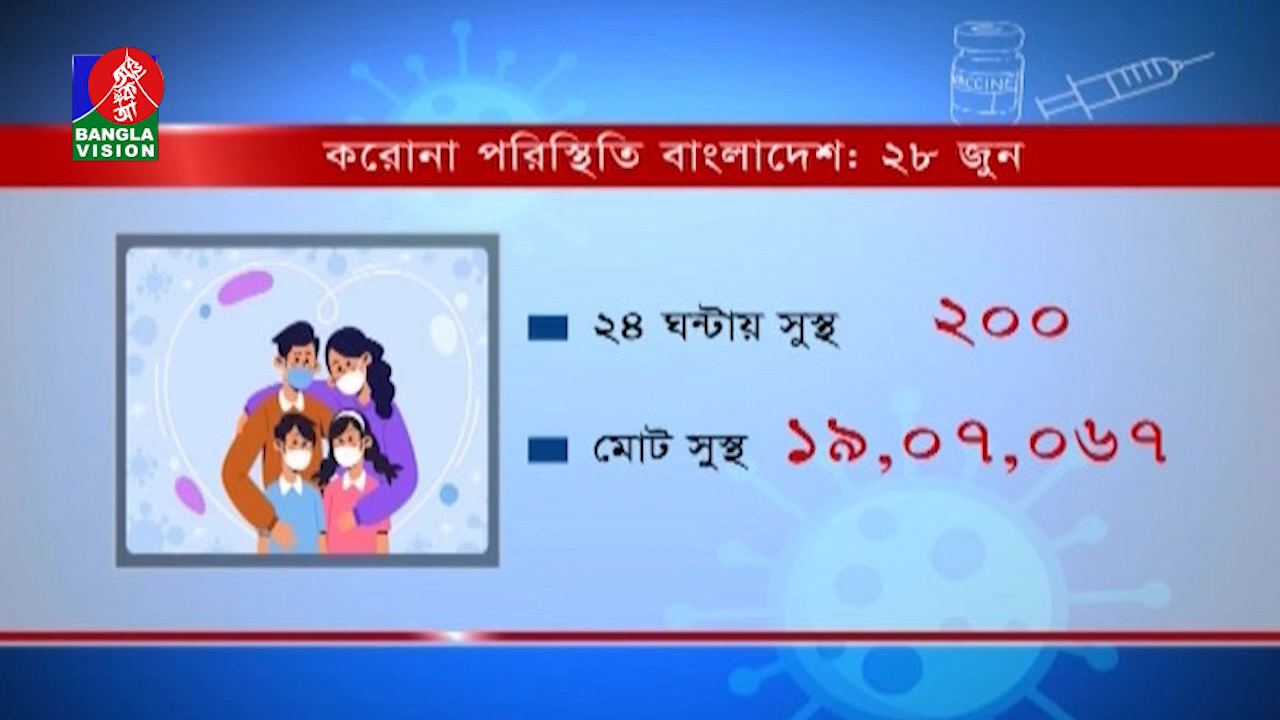 BANGLA
VISION
VACCINE
করোনা পরিস্থিতি বাংলাদেশ: ২৮ জুন
২৪ ঘন্টায় সুস্থ ২০০
মোট সুস্থ ১৯,০৭,০৬৭